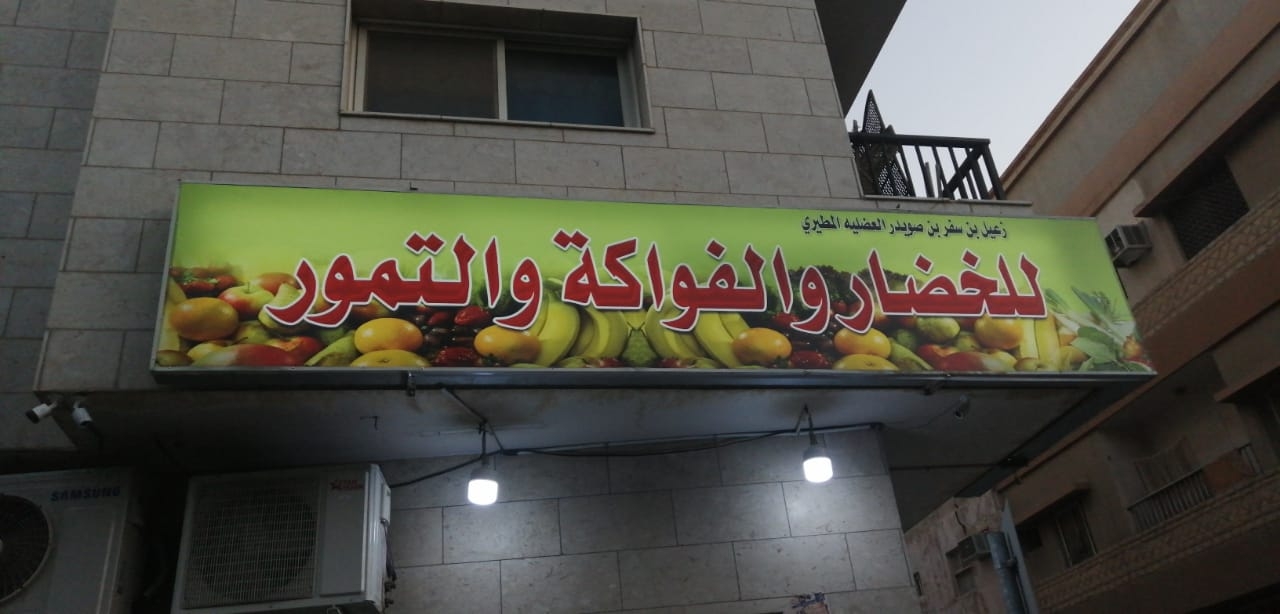 زعيل بن سفر بن صويدر العضليه المطيري
للخضار والفواكة والتمور
SAMSUNG